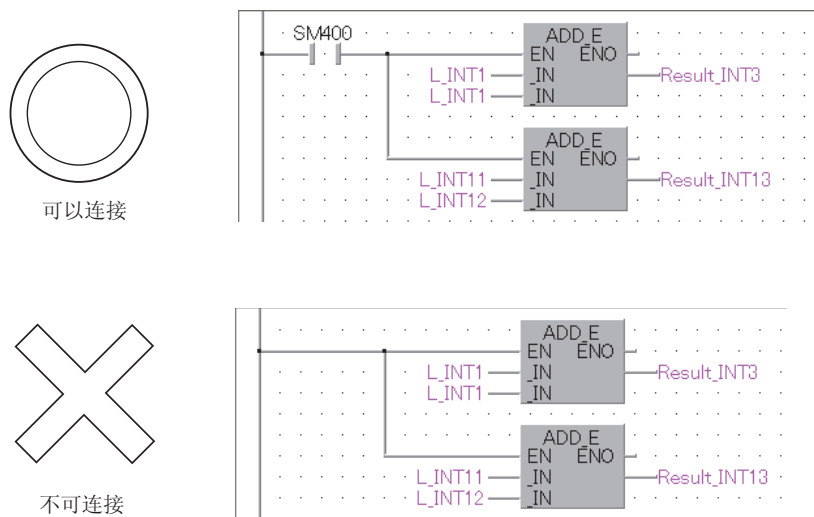 SM400
ADD_E
EN ENO
L_INT1 _IN Result_INT3
L_INT1 _IN
可以连接
ADD_E
EN ENO
L_INT11 _IN Result_INT13
L_INT12 _IN
ADD_E
EN ENO
L_INT1 _IN Result_INT3
L_INT1 _IN
不可连接
ADD_E
EN ENO
L_INT11 _IN Result_INT13
L_INT12 _IN